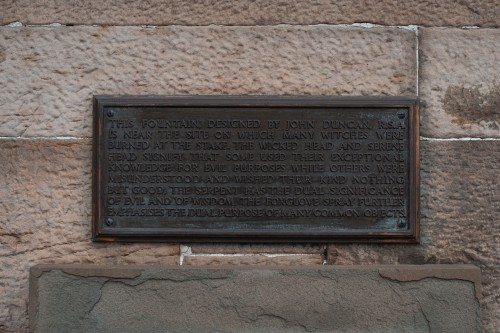 THIS FOUNTAIN, DESIGNED BY JOHN DUNCAN, R.S.A.
IS NEAR THE SITE ON WHICH MANY WITCHES WERE
BURNED AT THE STAKE. THE WICKED HEAD AND SERENE
HEAD SIGNIFY THAT SOME USED THEIR EXCEPTIONAL
KNOWLEDGE FOR EVIL PURPOSES WHILE OTHERS WERE
MISUNDERSTOOD AND WISHED THEIR KIND NOTHING
BUT GOOD. THE SERPENT HAS THE DUAL SIGNIFICANCE
OF EVIL AND OF WISDOM. THE FOXGLOVE SPRAY FURTHER
EMPHASISES THE DUAL PURPOSE OF MANY COMMON OBJECTS.